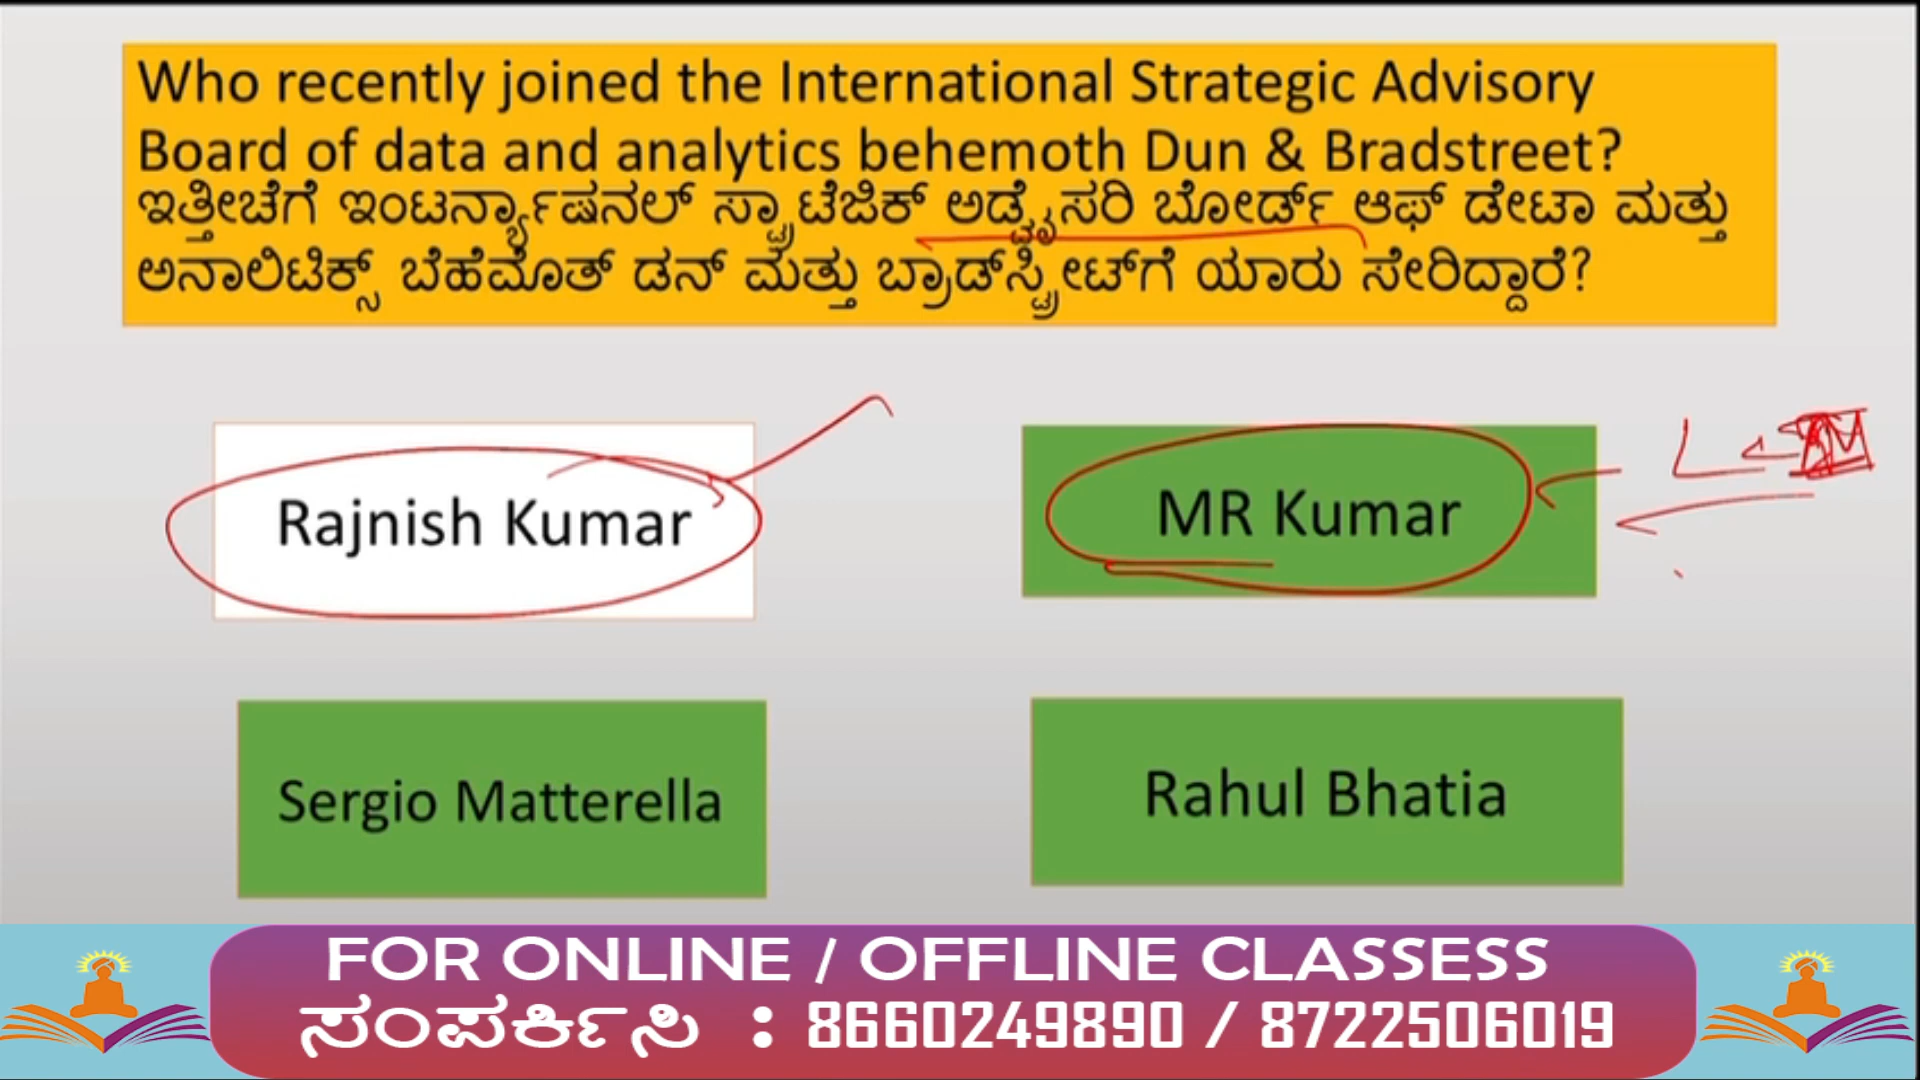 Who recently joined the International Strategic Advisory
Board of data and analytics behemoth Dun & Bradstreet?
ಇತ್ತೀಚೆಗೆ ಇಂಟರ್ನ್ಯಾಷನಲ್ ಸ್ಟ್ರಾಟೆಜಿಕ್ ಅಡ್ವೈಸರಿ ಬೋರ್ಡ್ ಆಫ್ ಡೇಟಾ ಮತ್ತು
ಅನಾಲಿಟಿಕ್ಸ್ ಬೆಹೆಮೊತ್ ಡನ್ ಮತ್ತು ಬ್ರಾಡ್‌ಸ್ಟ್ರೀಟ್‌ಗೆ ಯಾರು ಸೇರಿದ್ದಾರೆ?
Rajnish Kumar
MR Kumar
Sergio Matterella
Rahul Bhatia
FOR ONLINE / OFFLINE CLASSESS
ಸಂಪರ್ಕಿಸಿ : 8660249890 / 8722506019